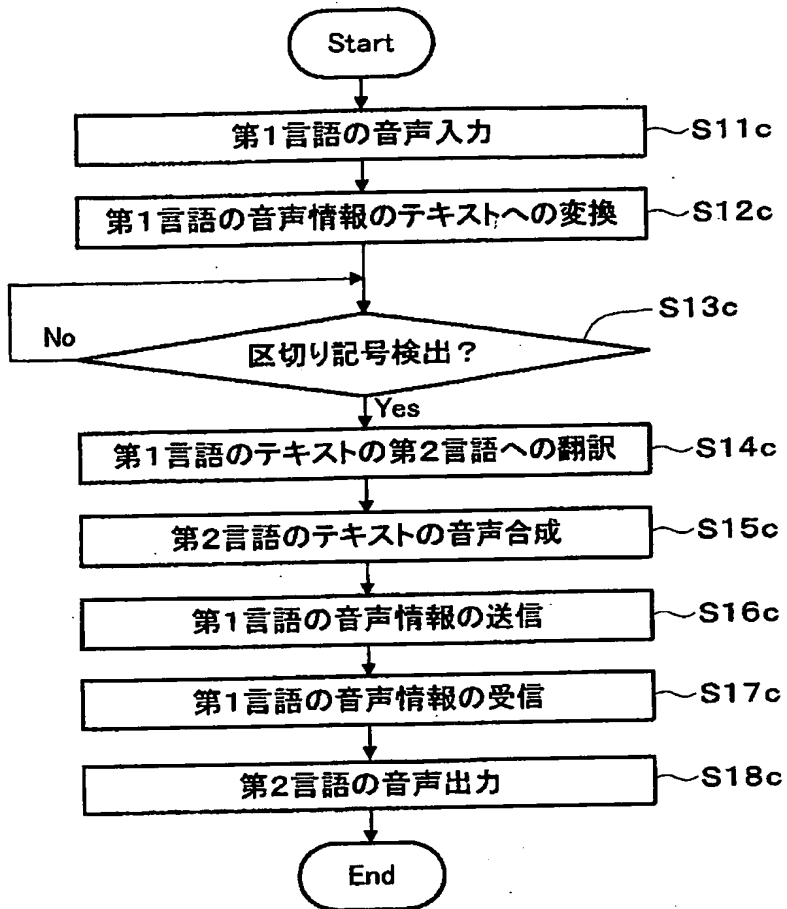 Start
第1言語の音声入力
S11c
第1言語の音声情報のテキストへの変換
S12c
S13c
No
区切り記号検出？
Yes
第1言語のテキストの第2言語への翻訳
S14c
第2言語のテキストの音声合成
S15c
第1言語の音声情報の送信
S16c
第1言語の音声情報の受信
S17c
第2言語の音声出力
S18c
End